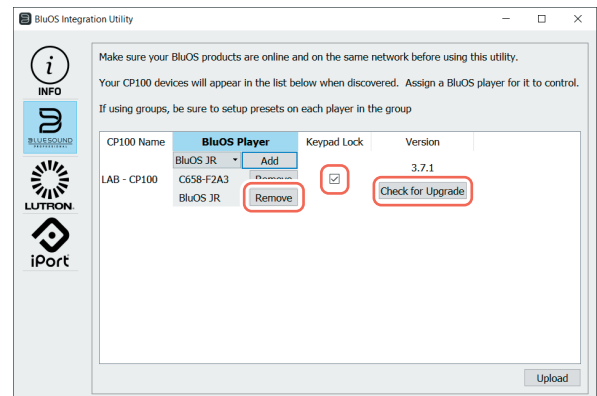 BluOS Integration Utility
INFO
BLUESOUND
PROFESSIONAL
LUTRON.
iPort
Make sure your BluOS products are online and on the same network before using this utility.
Your CP100 devices will appear in the list below when discovered. Assign a BluOS player for it to control.
If using groups, be sure to setup presets on each player in the group
CP100 Name BluOS Player Keypad Lock Version
BluOS JR Add
3.7.1
LAB - CP100 C658-F2A3 Remove
Check for Upgrade
BluOS JR Remove
Upload